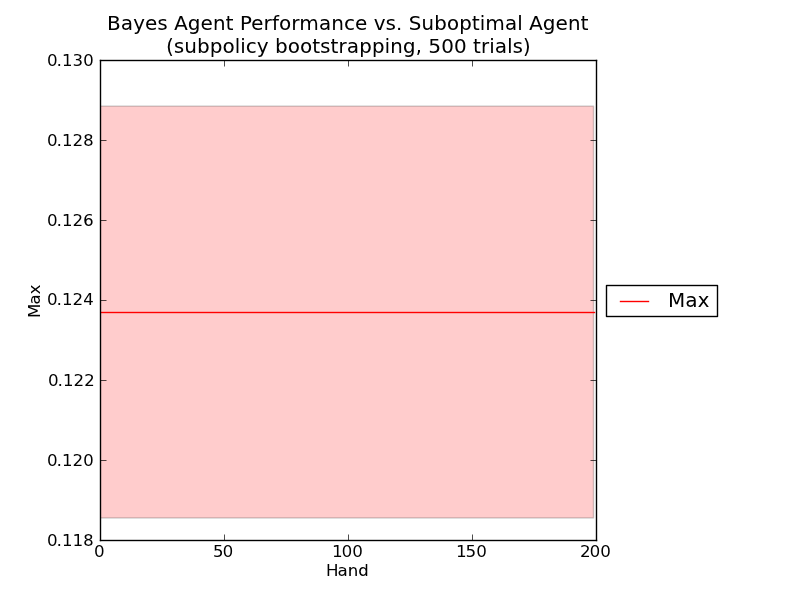 Bayes Agent Performance vs. Suboptimal Agent
(subpolicy bootstrapping, 500 trials)
0.130
0.128
0.126
0.124
0.122
0.120
0.118
Max
Max
0 50 100 150 200
Hand